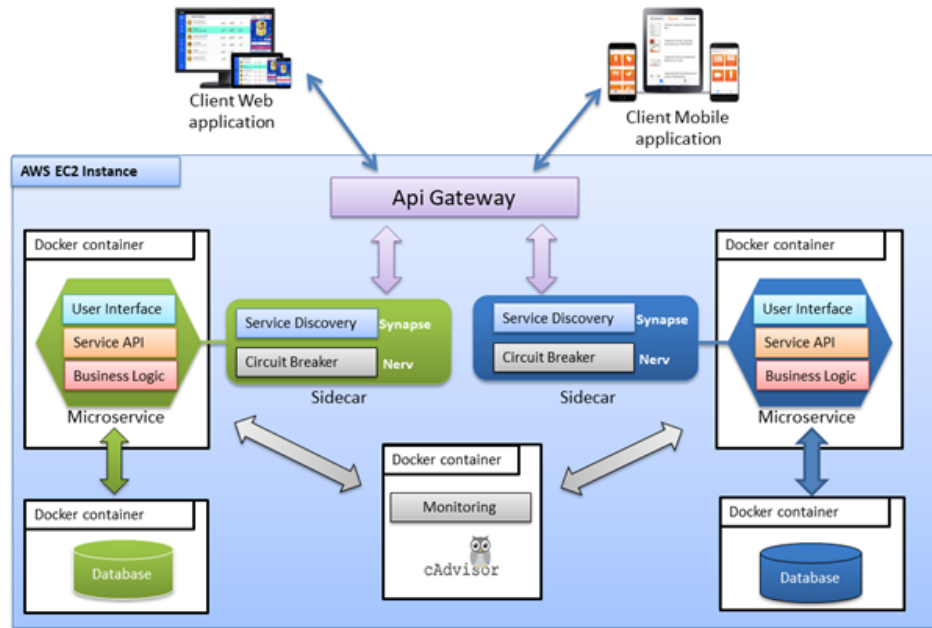 Client Web
application
Client Mobile
application
AWS EC2 Instance
Api Gateway
Docker container
User Interface
Service API
Business Logic
Microservice
Service Discovery
Synapse
Circuit Breaker
Nerv
Sidecar
Service Discovery
Synapse
Circuit Breaker
Nerv
Sidecar
Docker container
User Interface
Service API
Business Logic
Microservice
Docker container
Monitoring
cAdvisor
Docker container
Database
Docker container
Database